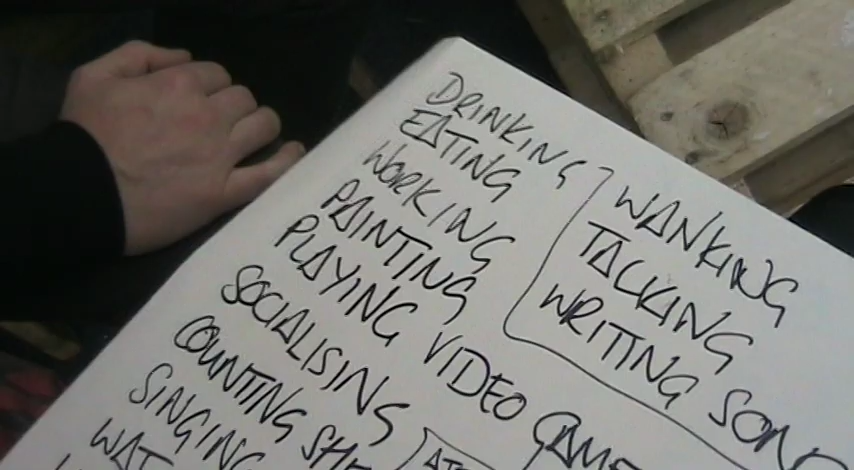 DRINKING
EATING
WORKING
PAINTING
PLAYING VIDEO
SOCIALISING
COUNTING
SINGING
WANKING
TALKING
WRITING